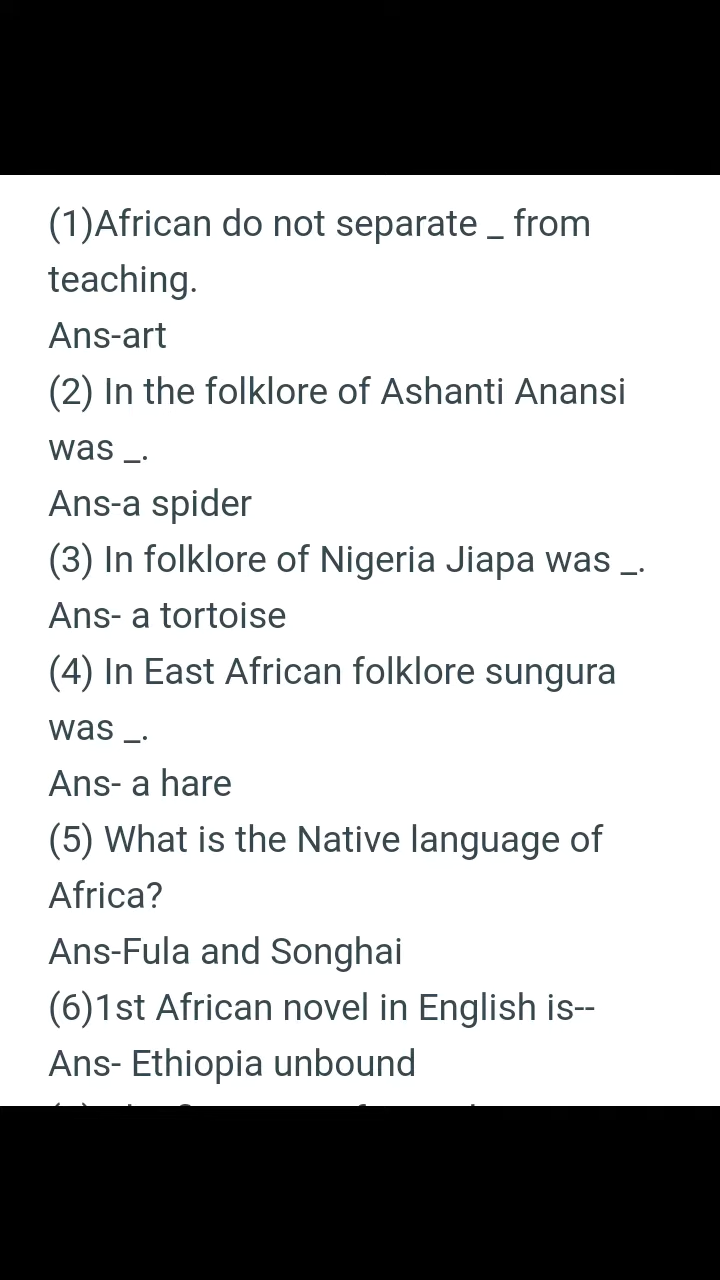 (1)African do not separate _ from
teaching.
Ans-art
(2) In the folklore of Ashanti Anansi
was _.
Ans-a spider
(3) In folklore of Nigeria Jiapa was _.
Ans- a tortoise
(4) In East African folklore sungura
was _.
Ans- a hare
(5) What is the Native language of
Africa?
Ans-Fula and Songhai
(6)1st African novel in English is--
Ans- Ethiopia unbound